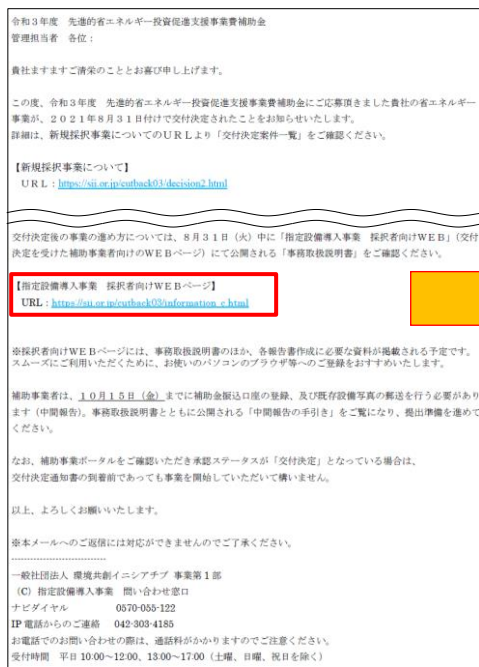 令和３年度　先進的省エネルギー投資促進支援事業費補助金
管理担当者　各位：
貴社ますますご清栄のこととお喜び申し上げます。
この度、令和３年度　先進的省エネルギー投資促進支援事業費補助金にご応募頂きました貴社の省エネルギー
事業が、２０２１年８月３１日付けで交付決定されたことをお知らせいたします。
詳細は、新規採択事業についてのＵＲＬより「交付決定案件一覧」をご確認ください。
【新規採択事業について】
ＵＲＬ：https://sii.or.jp/cutback03/decision2.html
交付決定後の事業の進め方については、８月３１日（火）中に「指定設備導入事業　採択者向けＷＥＢ」（交付
決定を受けた補助事業者向けのＷＥＢページ）にて公開される「事務取扱説明書」をご確認ください。
【指定設備導入事業　採択者向けＷＥＢページ】
URL：https://sii.or.jp/cutback03/information_c.html
※採択者向けＷＥＢページには、事務取扱説明書のほか、各報告書作成に必要な資料が掲載される予定です。
スムーズにご利用いただくために、お使いのパソコンのブラウザ等へのご登録をおすすめいたします。
補助事業者は、１０月１５日（金）までに補助金振込口座の登録、及び既存設備写真の郵送を行う必要があり
ます（中間報告）。事務取扱説明書とともに公開される「中間報告の手引き」をご覧になり、提出準備を進めて
ください。
なお、補助事業ポータルをご確認いただき承認ステータスが「交付決定」となっている場合は、
交付決定通知書の到着前であっても事業を開始していただいて構いません。
以上、よろしくお願いいたします。
※本メールへのご返信には対応ができませんのでご了承ください。
------------------------------
一般社団法人　環境共創イニシアチブ　事業第１部
（C）指定設備導入事業　問い合わせ窓口
ナビダイヤル　0570-055-122
IP 電話からのご連絡　042-303-4185
お電話でのお問い合わせの際は、通話料がかかりますのでご注意ください。
受付時間　平日 10:00～12:00、13:00～17:00（土曜、日曜、祝日を除く）